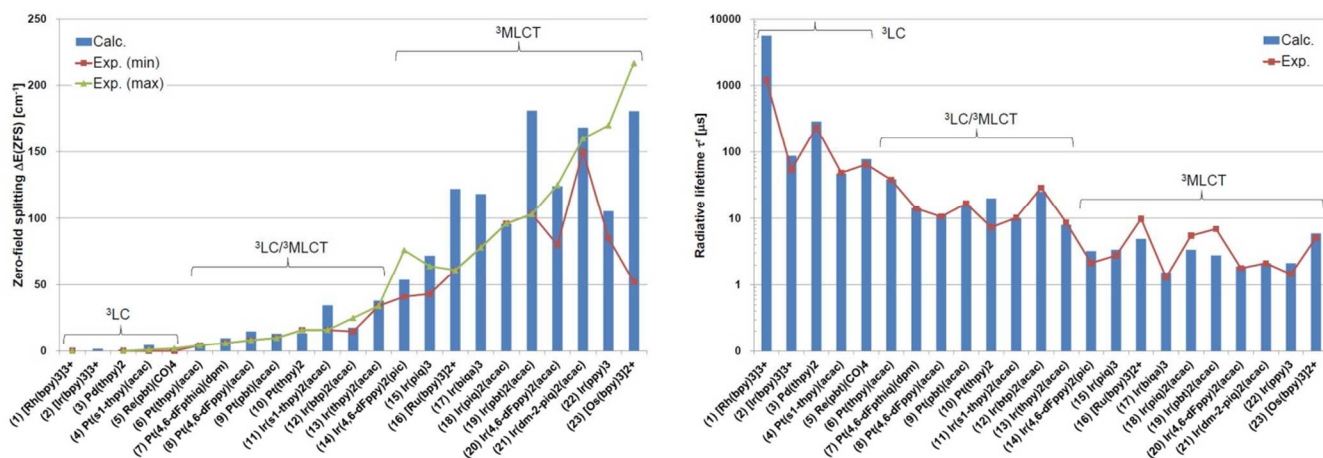 250
200
150
100
50
0
Zero-field splitting ΔE(ZFS) [cm⁻¹]
Calc.
Exp. (min)
Exp. (max)
³LC
³LC/³MLCT
³MLCT
(1) [Rh(bpy)3]3+
(2) [Ir(bpy)3]3+
(3) Pd(thpy)2
(4) Pt(s1-thpy)(acac)
(5) Re(pbt)(CO)4
(6) Pt(thpy)(acac)
(7) Pt(4,6-dFphiq)(dpm)
(8) Pt(4,6-dFppy)(acac)
(9) Pt(pbt)(acac)
(10) Pt(thpy)2
(11) Ir(s1-thpy)2(acac)
(12) Ir(btp)2(acac)
(13) Ir(thpy)2(acac)
(14) Ir(4,6-dFppy)2(pic)
(15) Ir(piq)3
(16) [Ru(bpy)3]2+
(17) Ir(biqa)3
(18) Ir(piq)2(acac)
(19) Ir(pbt)2(acac)
(20) Ir(4,6-dFppy)2(acac)
(21) Ir(dm-2-piq)2(acac)
(22) Ir(ppy)3
(23) [Os(bpy)3]2+
10000
1000
100
10
1
0
Radiative lifetime τʳ [μs]
Calc.
Exp.
³LC
³LC/³MLCT
³MLCT
(1) [Rh(bpy)3]3+
(2) [Ir(bpy)3]3+
(3) Pd(thpy)2
(4) Pt(s1-thpy)(acac)
(5) Re(pbt)(CO)4
(6) Pt(thpy)(acac)
(7) Pt(4,6-dFphiq)(dpm)
(8) Pt(4,6-dFppy)(acac)
(9) Pt(pbt)(acac)
(10) Pt(thpy)2
(11) Ir(s1-thpy)2(acac)
(12) Ir(btp)2(acac)
(13) Ir(thpy)2(acac)
(14) Ir(4,6-dFppy)2(pic)
(15) Ir(piq)3
(16) [Ru(bpy)3]2+
(17) Ir(biqa)3
(18) Ir(piq)2(acac)
(19) Ir(pbt)2(acac)
(20) Ir(4,6-dFppy)2(acac)
(21) Ir(dm-2-piq)2(acac)
(22) Ir(ppy)3
(23) [Os(bpy)3]2+